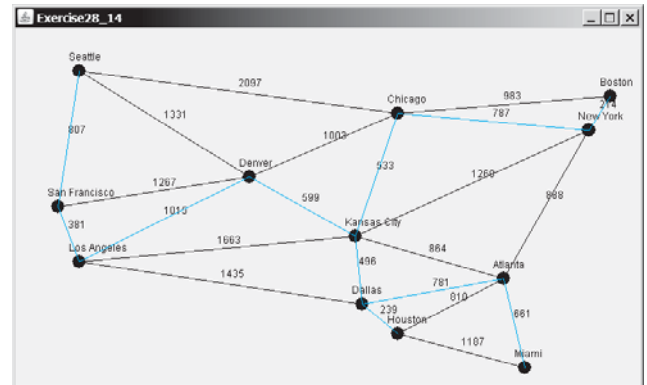 Exercise28_14
Seattle
2097
Boston
983
Chicago
214
787
New York
1331
807
1003
Denver
533
1260
1267
599
888
San Francisco
1015
381
Kansas City
1663
864
Los Angeles
496
Atlanta
1435
781
Dallas
810
239
Houston
661
1187
Miami